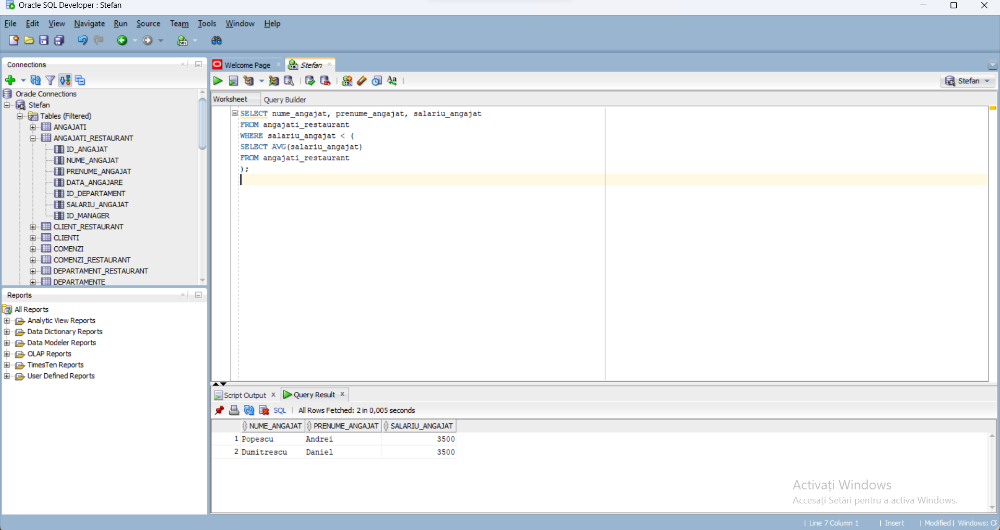 Oracle SQL Developer : Stefan
File Edit View Navigate Run Source Team Tools Window Help
Connections
Oracle Connections
Stefan
Tables (Filtered)
ANGAJATI
ANGAJATI_RESTAURANT
ID_ANGAJAT
NUME_ANGAJAT
PRENUME_ANGAJAT
DATA_ANGAJARE
ID_DEPARTAMENT
SALARIU_ANGAJAT
ID_MANAGER
CLIENT_RESTAURANT
CLIENTI
COMENZI
COMENZI_RESTAURANT
DEPARTAMENT_RESTAURANT
DEPARTAMENTE
Reports
All Reports
Analytic View Reports
Data Dictionary Reports
Data Modeler Reports
OLAP Reports
TimesTen Reports
User Defined Reports
Welcome Page Stefan
Stefan
Worksheet Query Builder
SELECT nume_angajat, prenume_angajat, salariu_angajat
FROM angajati_restaurant
WHERE salariu_angajat < (
SELECT AVG(salariu_angajat)
FROM angajati_restaurant
);
Script Output Query Result
SQL All Rows Fetched: 2 in 0,005 seconds
NUME_ANGAJAT PRENUME_ANGAJAT SALARIU_ANGAJAT
1 Popescu Andrei 3500
2 Dumitrescu Daniel 3500
Activați Windows
Accesați Setări pentru a activa Windows.
| Line 7 Column 1 | Insert | Modified | Windows: C